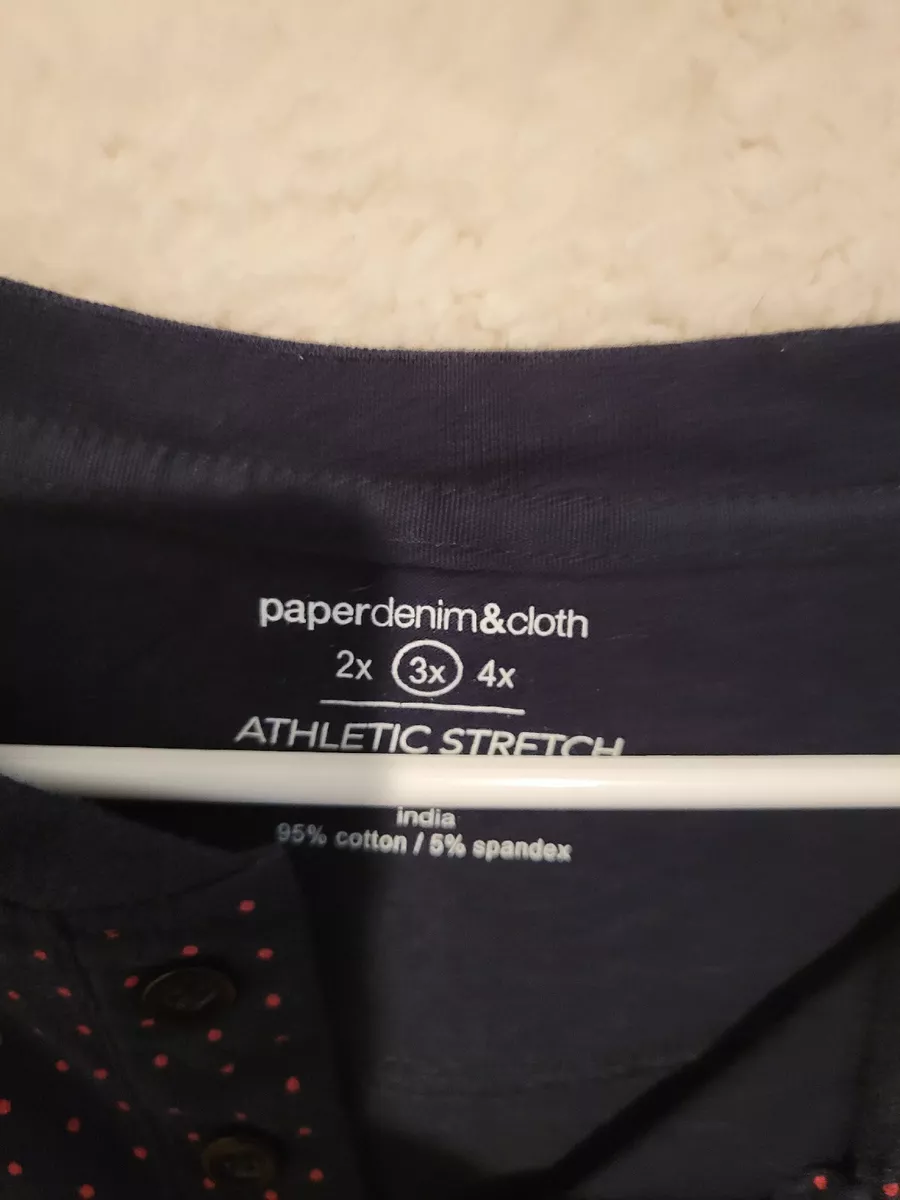 paperdenim&cloth
2x 3x 4x
ATHLETIC STRETCH
india
95% cotton / 5% spandex